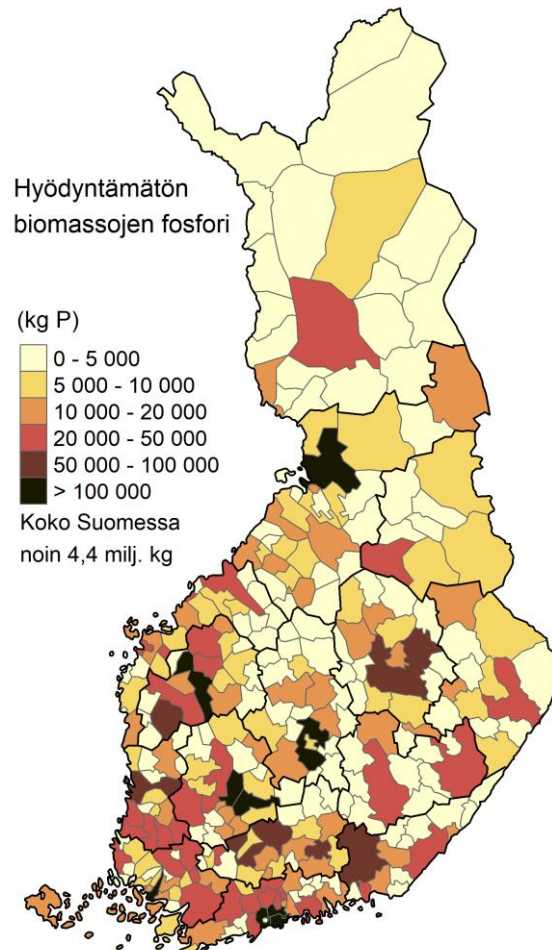 Hyödyntämätön
biomassojen fosfori
(kg P)
0 - 5 000
5 000 - 10 000
10 000 - 20 000
20 000 - 50 000
50 000 - 100 000
> 100 000
Koko Suomessa
noin 4,4 milj. kg